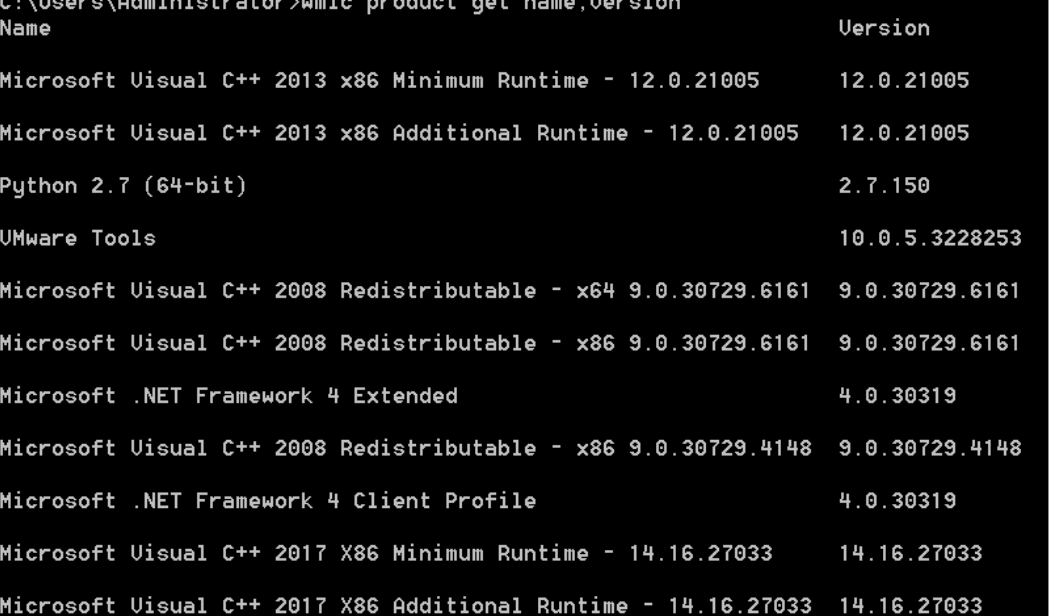 C:\Users\Administrator>wmic product get name,version
Name Version
Microsoft Visual C++ 2013 x86 Minimum Runtime - 12.0.21005 12.0.21005
Microsoft Visual C++ 2013 x86 Additional Runtime - 12.0.21005 12.0.21005
Python 2.7 (64-bit) 2.7.150
VMware Tools 10.0.5.3228253
Microsoft Visual C++ 2008 Redistributable - x64 9.0.30729.6161 9.0.30729.6161
Microsoft Visual C++ 2008 Redistributable - x86 9.0.30729.6161 9.0.30729.6161
Microsoft .NET Framework 4 Extended 4.0.30319
Microsoft Visual C++ 2008 Redistributable - x86 9.0.30729.4148 9.0.30729.4148
Microsoft .NET Framework 4 Client Profile 4.0.30319
Microsoft Visual C++ 2017 X86 Minimum Runtime - 14.16.27033 14.16.27033
Microsoft Visual C++ 2017 X86 Additional Runtime - 14.16.27033 14.16.27033